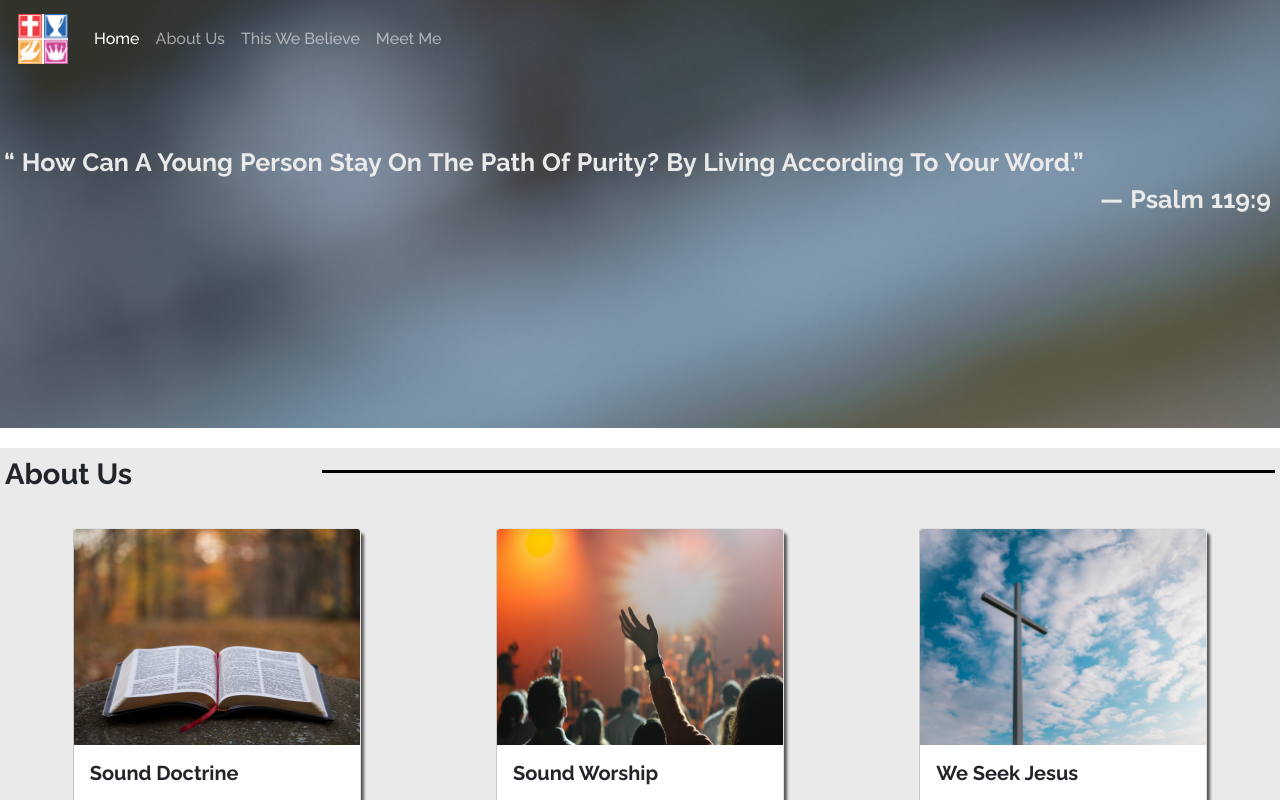 Home About Us This We Believe Meet Me
“ How Can A Young Person Stay On The Path Of Purity? By Living According To Your Word.”
— Psalm 119:9
About Us
Sound Doctrine
Sound Worship
We Seek Jesus